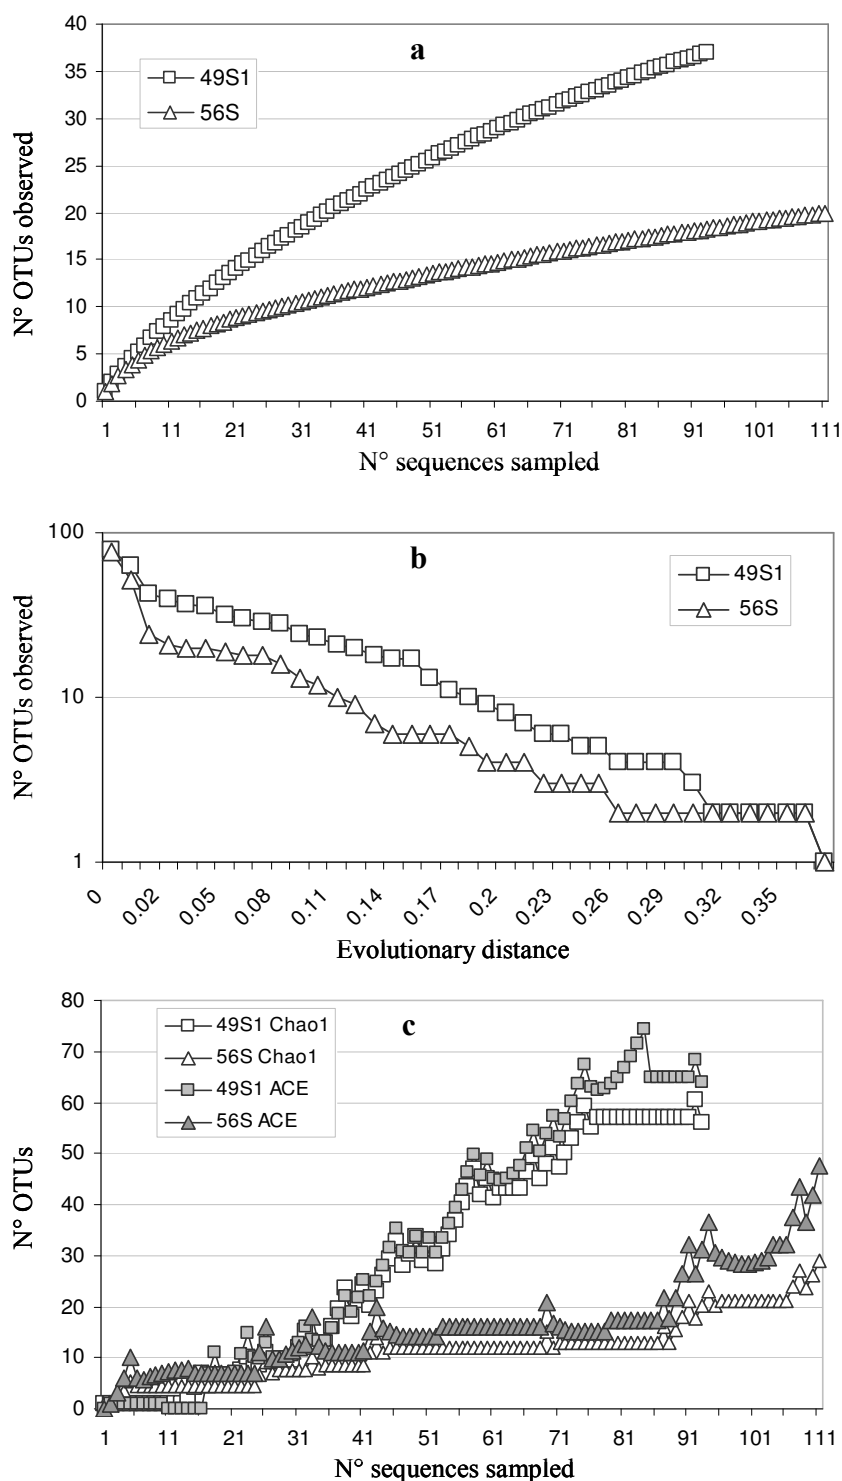 a
40
35
30
25
20
15
10
5
0
N° OTUs observed
49S1
56S
1 11 21 31 41 51 61 71 81 91 101 111
N° sequences sampled
b
100
10
1
N° OTUs observed
49S1
56S
0 0.02 0.05 0.08 0.11 0.14 0.17 0.2 0.23 0.26 0.29 0.32 0.35
Evolutionary distance
c
80
70
60
50
40
30
20
10
0
N° OTUs
49S1 Chao1
56S Chao1
49S1 ACE
56S ACE
1 11 21 31 41 51 61 71 81 91 101 111
N° sequences sampled